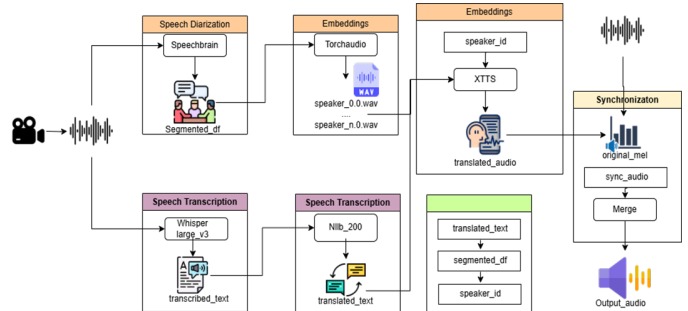 Speech Diarization
Speechbrain
Segmented_df
Embeddings
Torchaudio
WAV
speaker_0.0.wav
....
speaker_n.0.wav
Embeddings
speaker_id
XTTS
translated_audio
Synchronizaton
original_mel
sync_audio
Merge
Output_audio
Speech Transcription
Whisper
large_v3
A
transcribed_text
Speech Transcription
Nllb_200
translated_text
translated_text
segmented_df
speaker_id